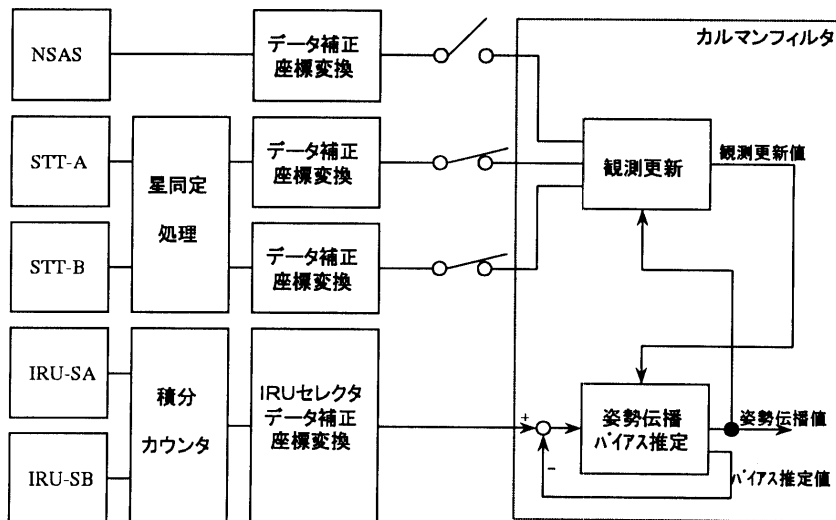 NSAS
データ補正
座標変換
カルマンフィルタ
STT-A
星同定
処理
データ補正
座標変換
観測更新
観測更新値
STT-B
データ補正
座標変換
IRU-SA
積分
カウンタ
IRUセレクタ
データ補正
座標変換
+
-
姿勢伝播
バイアス推定
姿勢伝播値
バイアス推定値
IRU-SB